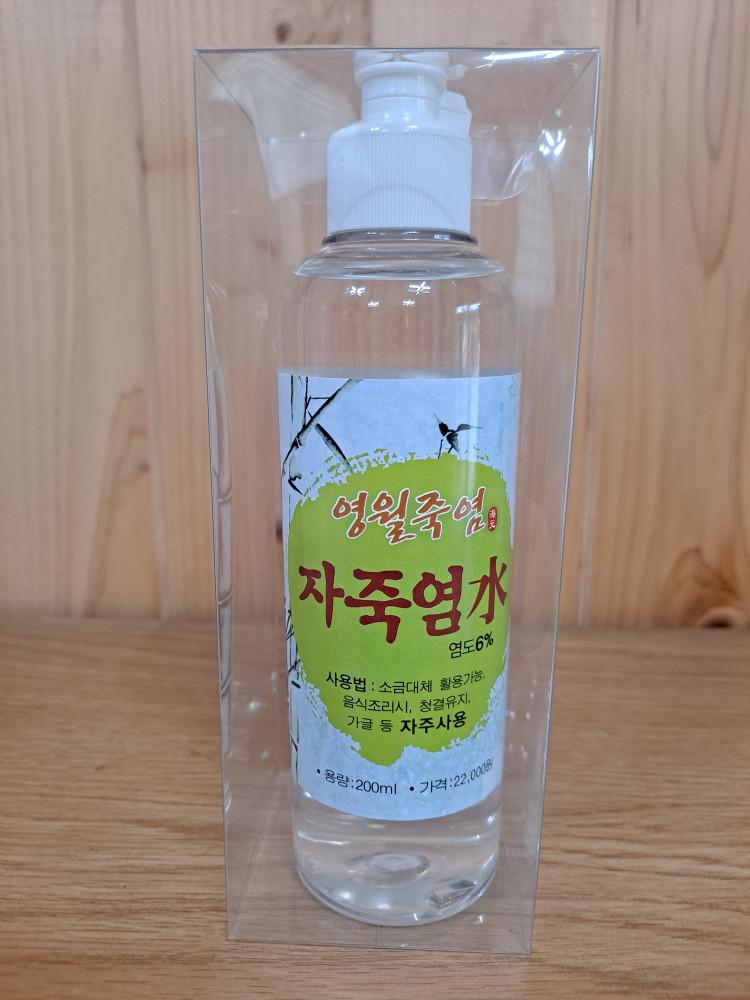 영월죽염
海元
자죽염水
염도6%
사용법 : 소금대체 활용가능,
음식조리시, 청결유지,
가글 등 자주사용
• 용량:200ml • 가격:22,000원